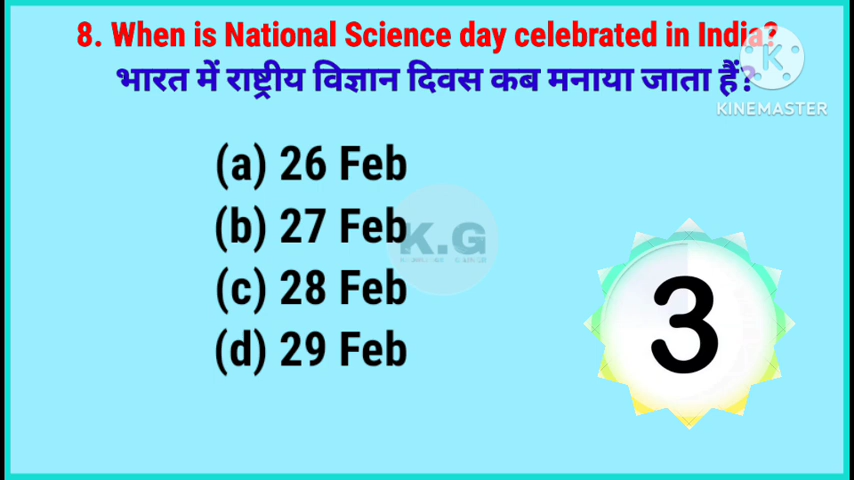 8. When is National Science day celebrated in India?
भारत में राष्ट्रीय विज्ञान दिवस कब मनाया जाता हैं?
KINEMASTER
(a) 26 Feb
(b) 27 Feb
K.G
(c) 28 Feb
(d) 29 Feb
3